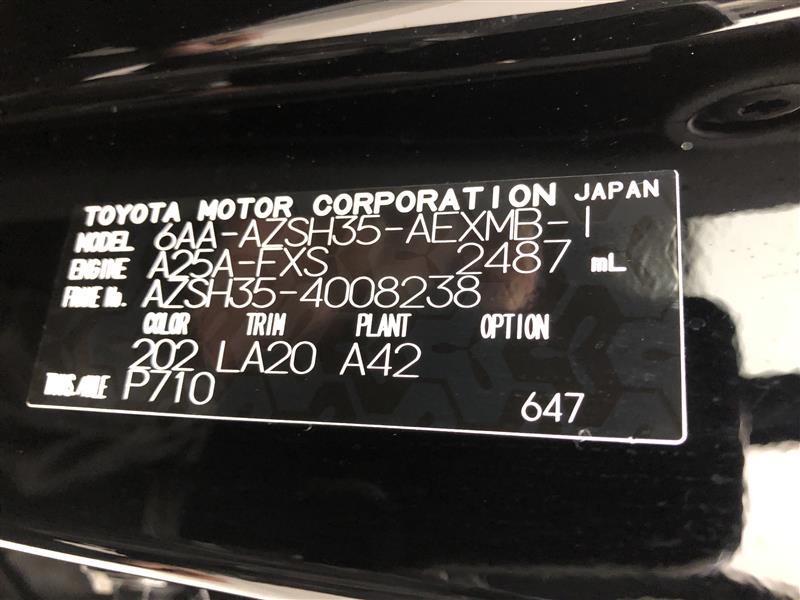 TOYOTA MOTOR CORPORATION JAPAN
MODEL 6AA-AZSH35-AEXMB-1
ENGINE A25A-FXS 2487 mL
FRAME No. AZSH35-4008238
COLOR TRIM PLANT OPTION
202 LA20 A42
TRANS.AXLE P710
647